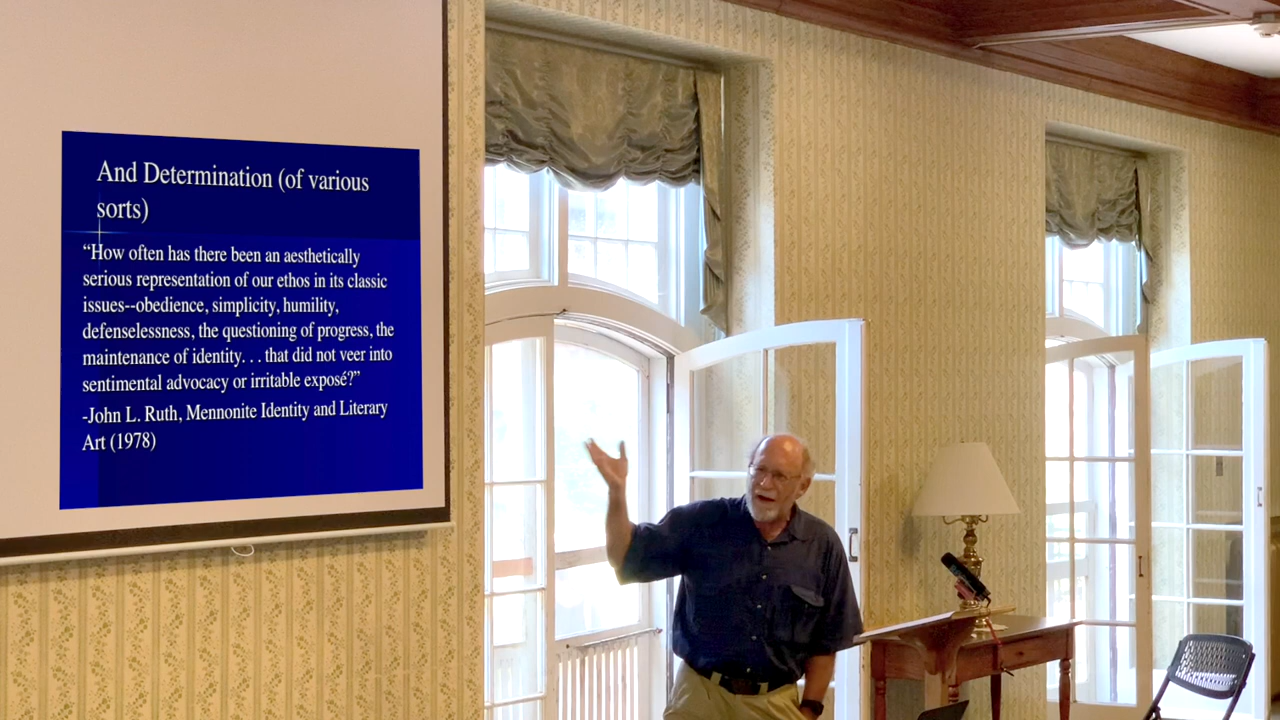 And Determination (of various
sorts)
“How often has there been an aesthetically
serious representation of our ethos in its classic
issues--obedience, simplicity, humility,
defenselessness, the questioning of progress, the
maintenance of identity. . . that did not veer into
sentimental advocacy or irritable exposé?”
-John L. Ruth, Mennonite Identity and Literary
Art (1978)